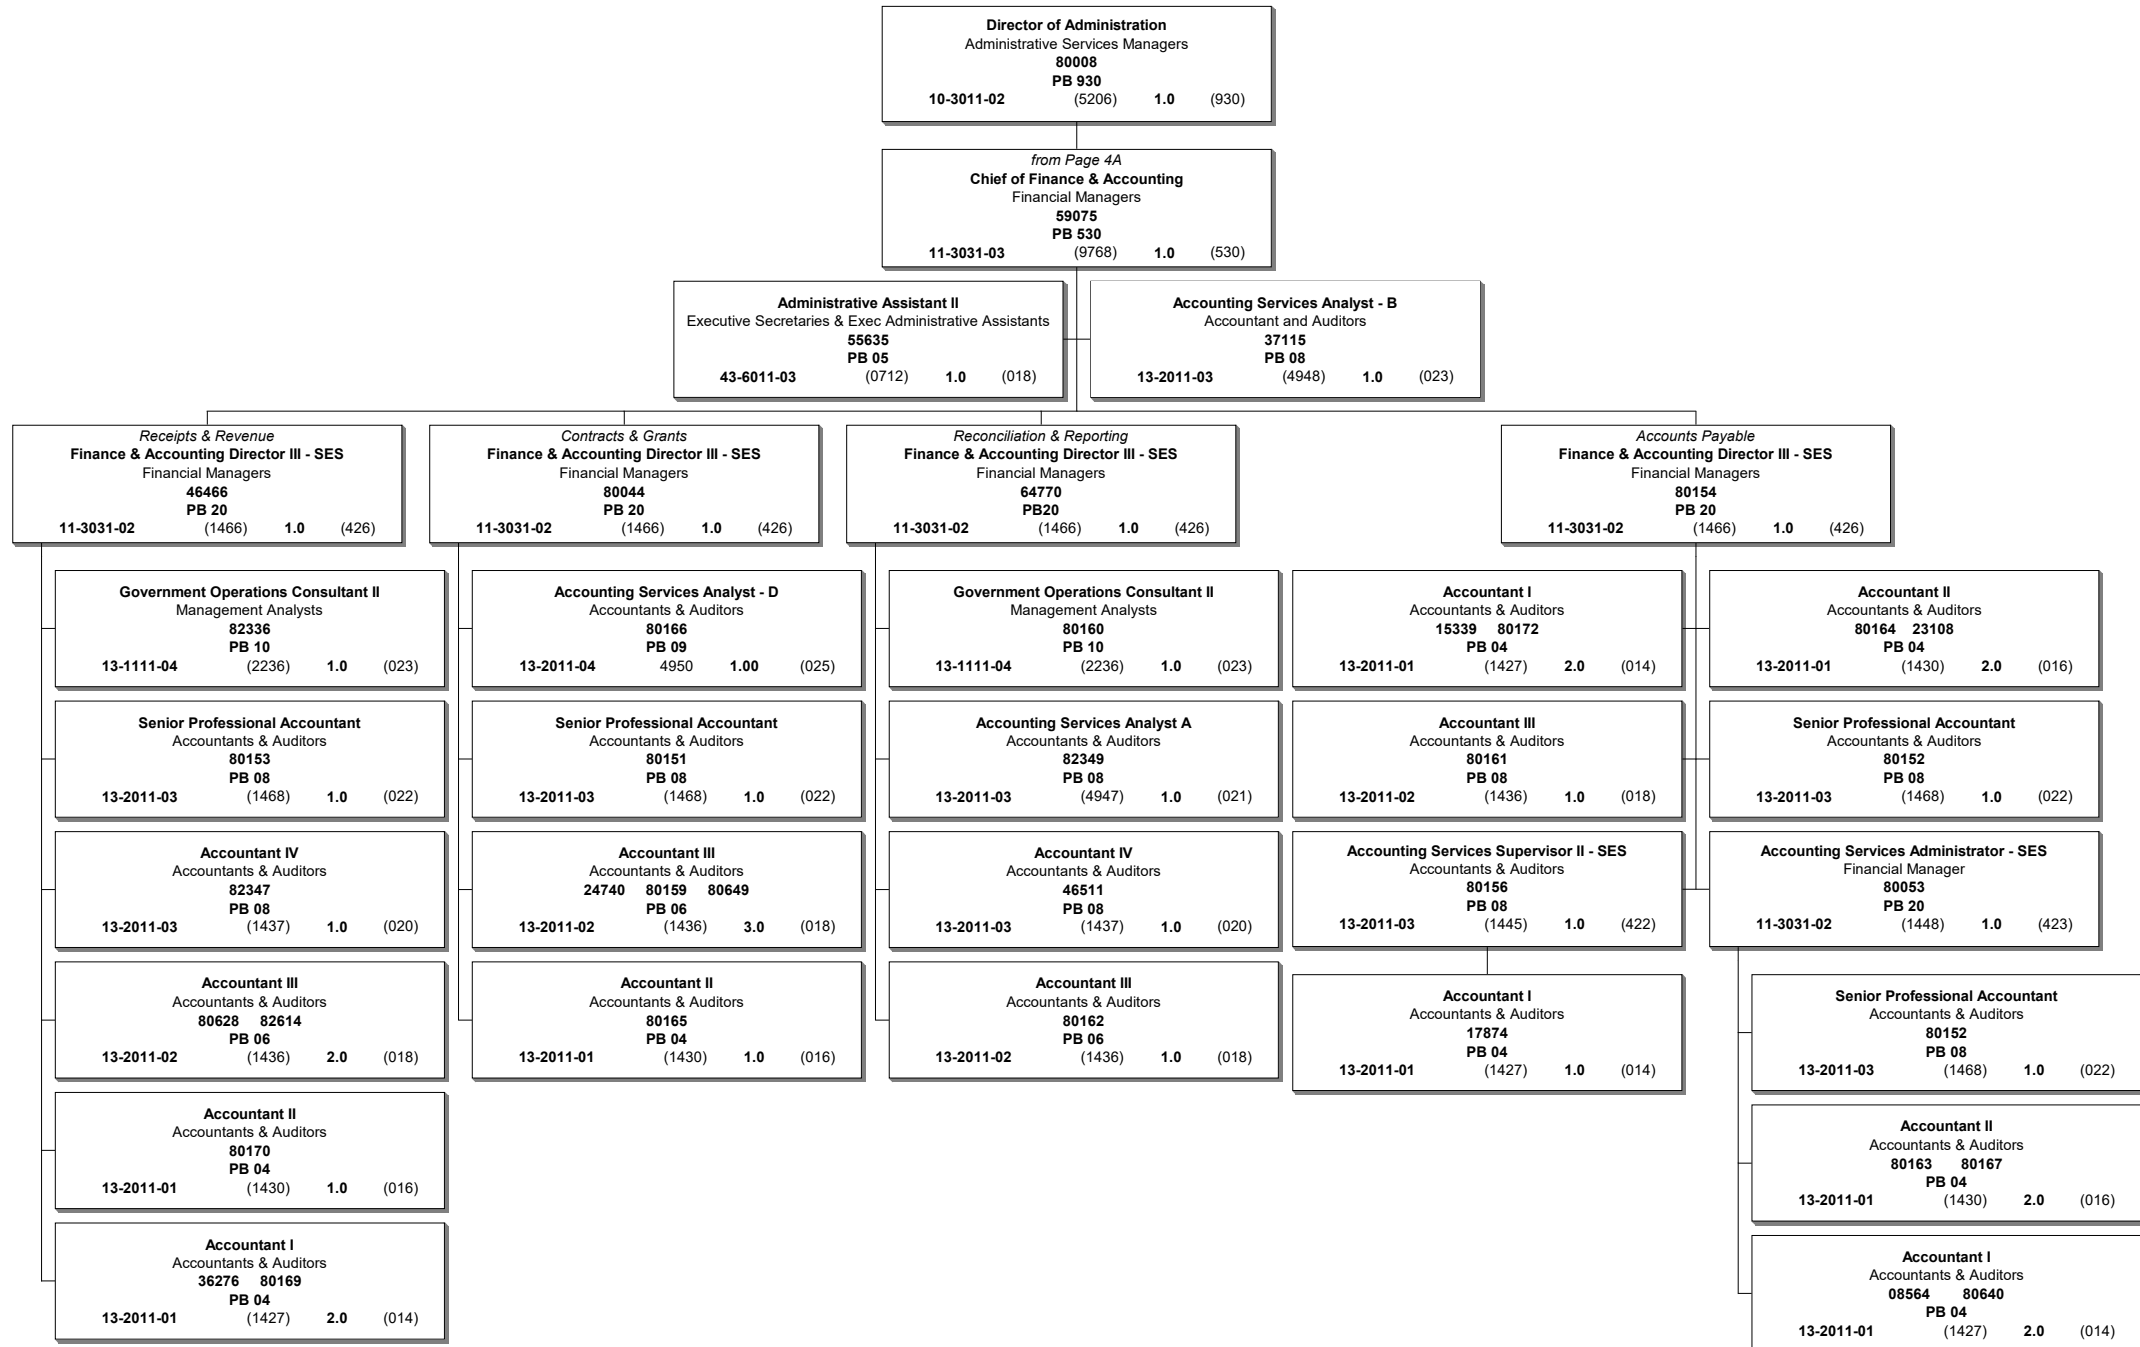 Director of Administration
Administrative Services Managers
80008
PB 930
10-3011-02 (5206) 1.0 (930)
from Page 4A
Chief of Finance & Accounting
Financial Managers
59075
PB 530
11-3031-03 (9768) 1.0 (530)
Administrative Assistant II
Executive Secretaries & Exec Administrative Assistants
55635
PB 05
43-6011-03 (0712) 1.0 (018)
Accounting Services Analyst - B
Accountant and Auditors
37115
PB 08
13-2011-03 (4948) 1.0 (023)
Receipts & Revenue
Finance & Accounting Director III - SES
Financial Managers
46466
PB 20
11-3031-02 (1466) 1.0 (426)
Government Operations Consultant II
Management Analysts
82336
PB 10
13-1111-04 (2236) 1.0 (023)
Senior Professional Accountant
Accountants & Auditors
80153
PB 08
13-2011-03 (1468) 1.0 (022)
Accountant IV
Accountants & Auditors
82347
PB 08
13-2011-03 (1437) 1.0 (020)
Accountant III
Accountants & Auditors
80628 82614
PB 06
13-2011-02 (1436) 2.0 (018)
Accountant II
Accountants & Auditors
80170
PB 04
13-2011-01 (1430) 1.0 (016)
Accountant I
Accountants & Auditors
36276 80169
PB 04
13-2011-01 (1427) 2.0 (014)
Contracts & Grants
Finance & Accounting Director III - SES
Financial Managers
80044
PB 20
11-3031-02 (1466) 1.0 (426)
Accounting Services Analyst - D
Accountants & Auditors
80166
PB 09
13-2011-04 4950 1.00 (025)
Senior Professional Accountant
Accountants & Auditors
80151
PB 08
13-2011-03 (1468) 1.0 (022)
Accountant III
Accountants & Auditors
24740 80159 80649
PB 06
13-2011-02 (1436) 3.0 (018)
Accountant II
Accountants & Auditors
80165
PB 04
13-2011-01 (1430) 1.0 (016)
Reconciliation & Reporting
Finance & Accounting Director III - SES
Financial Managers
64770
PB20
11-3031-02 (1466) 1.0 (426)
Government Operations Consultant II
Management Analysts
80160
PB 10
13-1111-04 (2236) 1.0 (023)
Accounting Services Analyst A
Accountants & Auditors
82349
PB 08
13-2011-03 (4947) 1.0 (021)
Accountant IV
Accountants & Auditors
46511
PB 08
13-2011-03 (1437) 1.0 (020)
Accountant III
Accountants & Auditors
80162
PB 06
13-2011-02 (1436) 1.0 (018)
Accounts Payable
Finance & Accounting Director III - SES
Financial Managers
80154
PB 20
11-3031-02 (1466) 1.0 (426)
Accountant I
Accountants & Auditors
15339 80172
PB 04
13-2011-01 (1427) 2.0 (014)
Accountant II
Accountants & Auditors
80164 23108
PB 04
13-2011-01 (1430) 2.0 (016)
Accountant III
Accountants & Auditors
80161
PB 08
13-2011-02 (1436) 1.0 (018)
Senior Professional Accountant
Accountants & Auditors
80152
PB 08
13-2011-03 (1468) 1.0 (022)
Accounting Services Supervisor II - SES
Accountants & Auditors
80156
PB 08
13-2011-03 (1445) 1.0 (422)
Accounting Services Administrator - SES
Financial Manager
80053
PB 20
11-3031-02 (1448) 1.0 (423)
Accountant I
Accountants & Auditors
17874
PB 04
13-2011-01 (1427) 1.0 (014)
Senior Professional Accountant
Accountants & Auditors
80152
PB 08
13-2011-03 (1468) 1.0 (022)
Accountant II
Accountants & Auditors
80163 80167
PB 04
13-2011-01 (1430) 2.0 (016)
Accountant I
Accountants & Auditors
08564 80640
PB 04
13-2011-01 (1427) 2.0 (014)